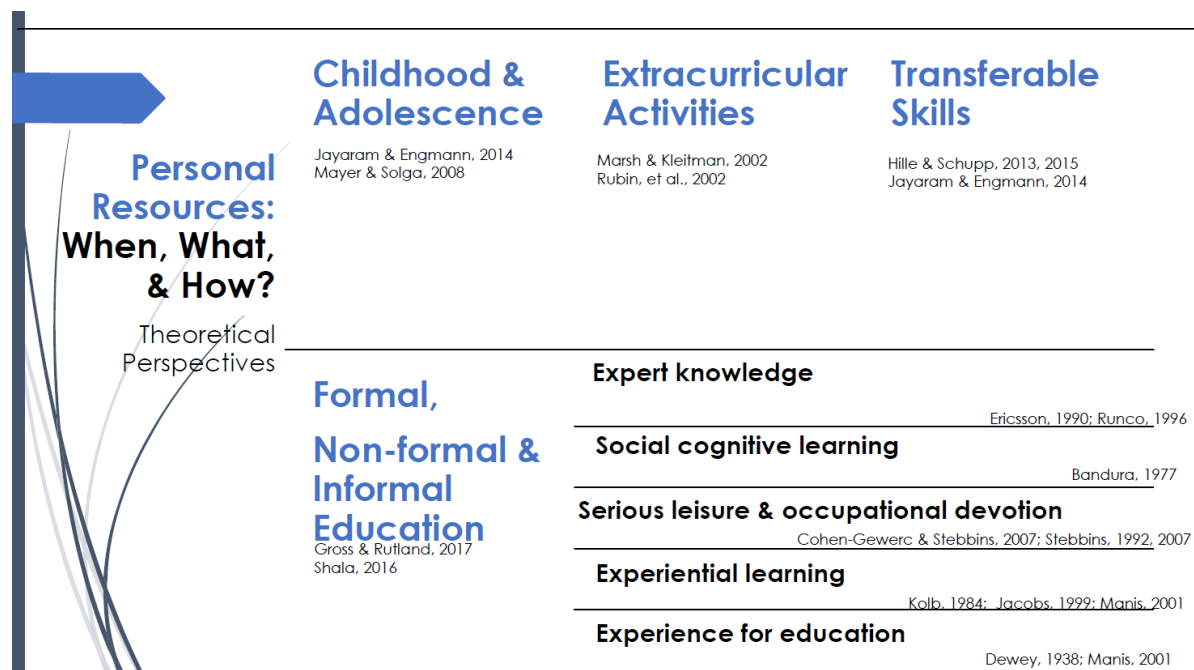 Personal
Resources:
When, What,
& How?
Theoretical
Perspectives
Childhood &
Adolescence
Jayaram & Engmann, 2014
Mayer & Solga, 2008
Extracurricular
Activities
Marsh & Kleitman, 2002
Rubin, et al., 2002
Transferable
Skills
Hille & Schupp, 2013, 2015
Jayaram & Engmann, 2014
Formal,
Non-formal &
Informal
Education
Gross & Rutland, 2017
Shala, 2016
Expert knowledge
Ericsson, 1990; Runco, 1996
Social cognitive learning
Bandura, 1977
Serious leisure & occupational devotion
Cohen-Gewerc & Stebbins, 2007; Stebbins, 1992, 2007
Experiential learning
Kolb, 1984; Jacobs, 1999; Manis, 2001
Experience for education
Dewey, 1938; Manis, 2001